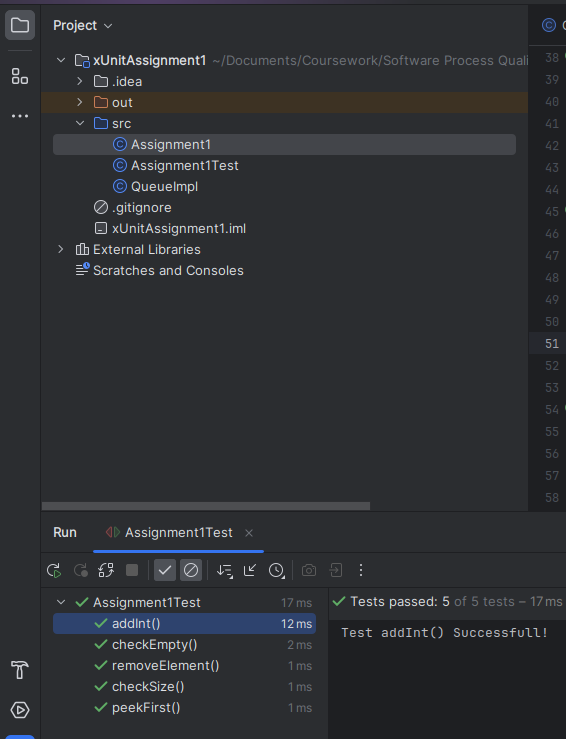 Project
xUnitAssignment1 ~/Documents/Coursework/Software Process Quali
.idea
out
src
Assignment1
Assignment1Test
QueueImpl
.gitignore
xUnitAssignment1.iml
External Libraries
Scratches and Consoles
38
39
40
41
42
43
44
45
46
47
48
49
50
51
52
53
54
55
56
57
58
Run Assignment1Test
Assignment1Test 17 ms
addInt() 12 ms
checkEmpty() 2 ms
removeElement() 1 ms
checkSize() 1 ms
peekFirst() 1 ms
Tests passed: 5 of 5 tests – 17 ms
Test addInt() Successfull!